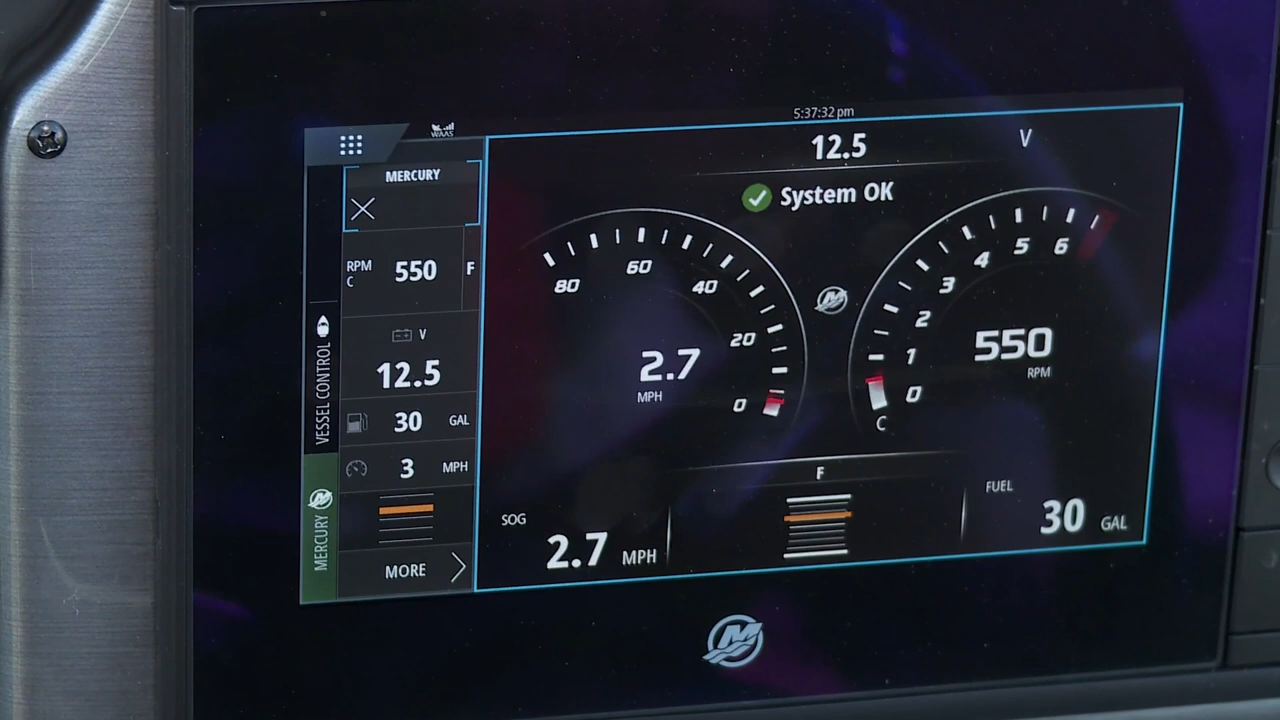 5:37:32 pm
WAAS
12.5 V
System OK
MERCURY
RPM 550 F
C
V
12.5
30 GAL
3 MPH
MORE
VESSEL CONTROL
MERCURY
80 60 40 20 0
2.7
MPH
0 1 2 3 4 5 6
550
RPM
C
F
SOG
2.7 MPH
FUEL
30 GAL